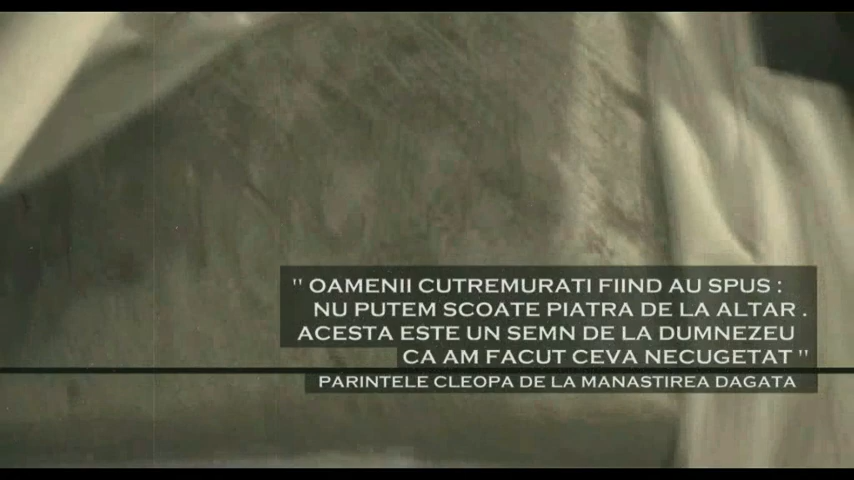 " OAMENII CUTREMURATI FIIND AU SPUS :
NU PUTEM SCOATE PIATRA DE LA ALTAR .
ACESTA ESTE UN SEMN DE LA DUMNEZEU
CA AM FACUT CEVA NECUGETAT "
PARINTELE CLEOPA DE LA MANASTIREA DAGATA